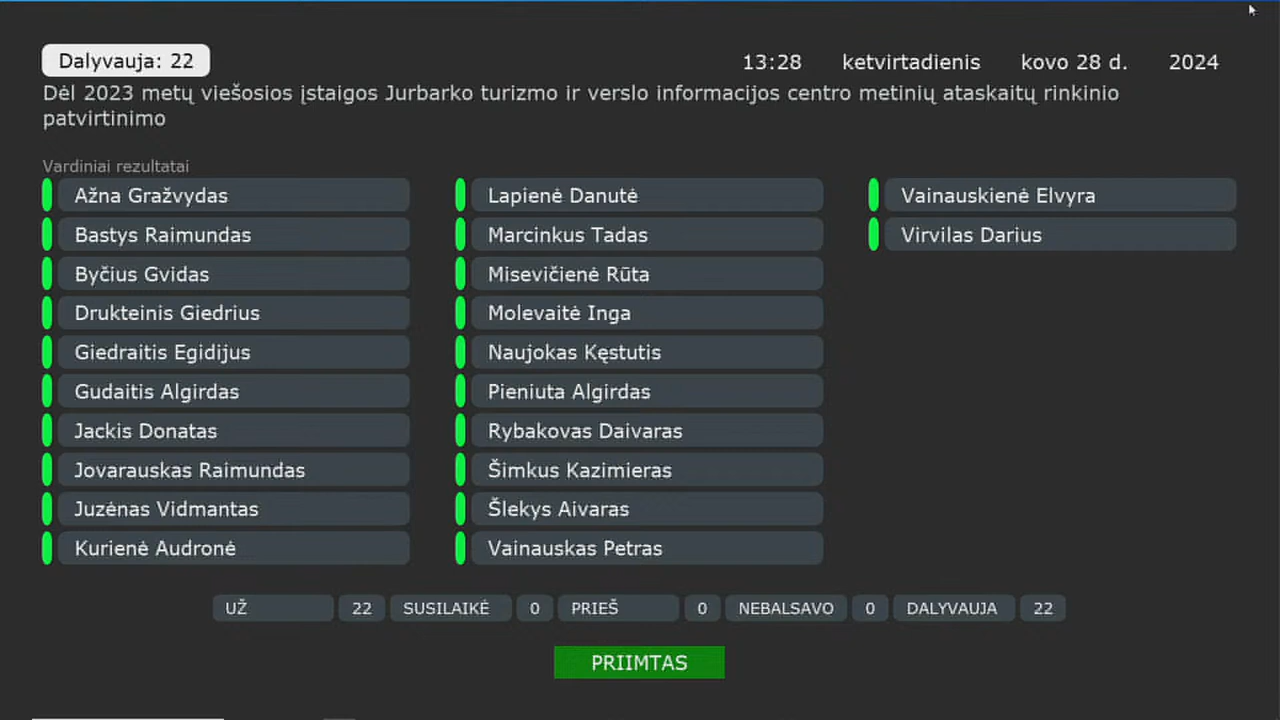 Dalyvauja: 22
13:28 ketvirtadienis kovo 28 d. 2024
Dėl 2023 metų viešosios įstaigos Jurbarko turizmo ir verslo informacijos centro metinių ataskaitų rinkinio
patvirtinimo
Vardiniai rezultatai
Ažna Gražvydas
Bastys Raimundas
Byčius Gvidas
Drukteinis Giedrius
Giedraitis Egidijus
Gudaitis Algirdas
Jackis Donatas
Jovarauskas Raimundas
Juzėnas Vidmantas
Kurienė Audronė
Lapienė Danutė
Marcinkus Tadas
Misevičienė Rūta
Molevaitė Inga
Naujokas Kęstutis
Pieniuta Algirdas
Rybakovas Daivaras
Šimkus Kazimieras
Šlekys Aivaras
Vainauskas Petras
Vainauskienė Elvyra
Virvilas Darius
UŽ 22 SUSILAIKĖ 0 PRIEŠ 0 NEBALSAVO 0 DALYVAUJA 22
PRIIMTAS